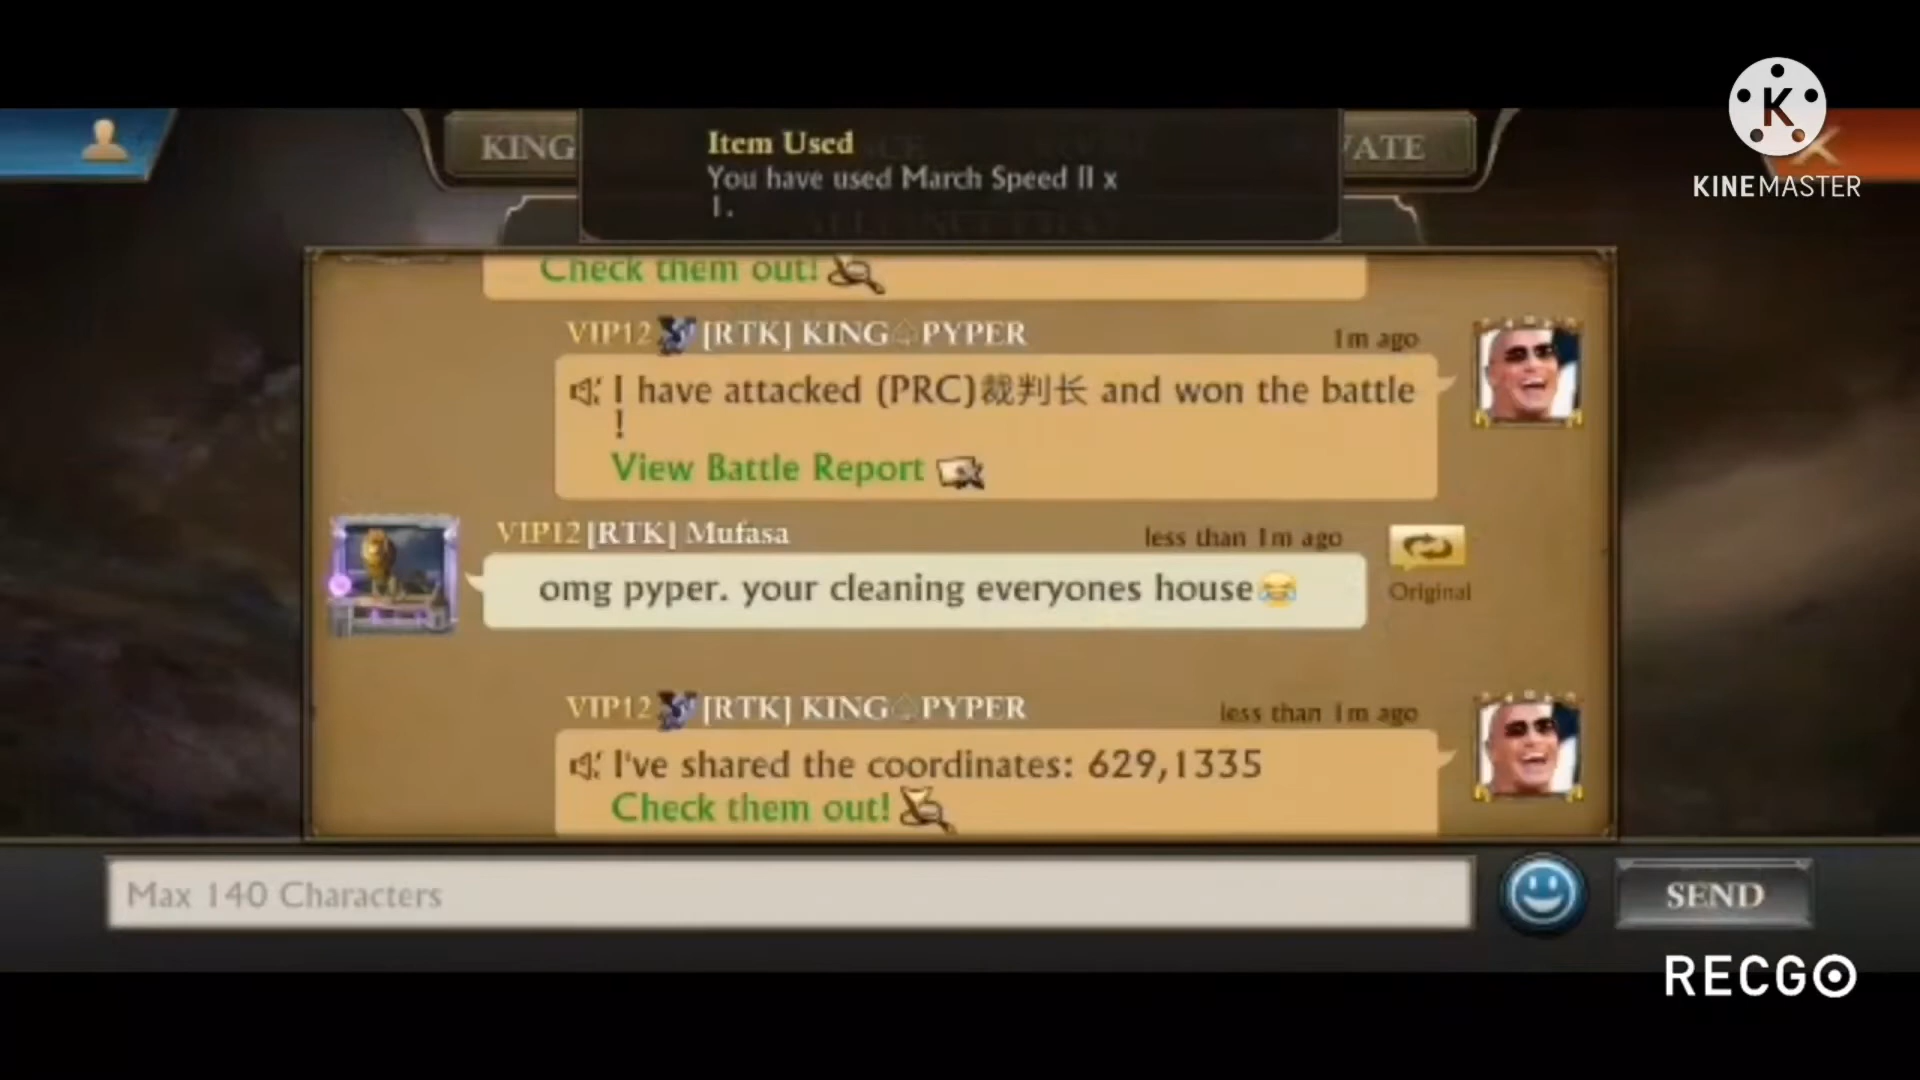 KING
Item Used
VATE
You have used March Speed II x
1.
KINEMASTER
Check them out!
VIP12 [RTK] KING♤PYPER
1m ago
I have attacked (PRC)裁判长 and won the battle
!
View Battle Report
VIP12 [RTK] Mufasa
less than 1m ago
omg pyper. your cleaning everyones house😂
Original
VIP12 [RTK] KING♤PYPER
less than 1m ago
I've shared the coordinates: 629,1335
Check them out!
Max 140 Characters
SEND
RECGO